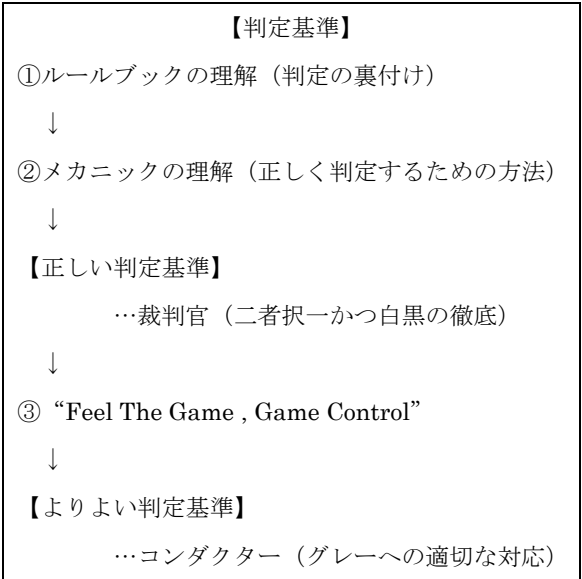 【判定基準】
①ルールブックの理解（判定の裏付け）
↓
②メカニックの理解（正しく判定するための方法）
↓
【正しい判定基準】
…裁判官（二者択一かつ白黒の徹底）
↓
③“Feel The Game , Game Control”
↓
【よりよい判定基準】
…コンダクター（グレーへの適切な対応）